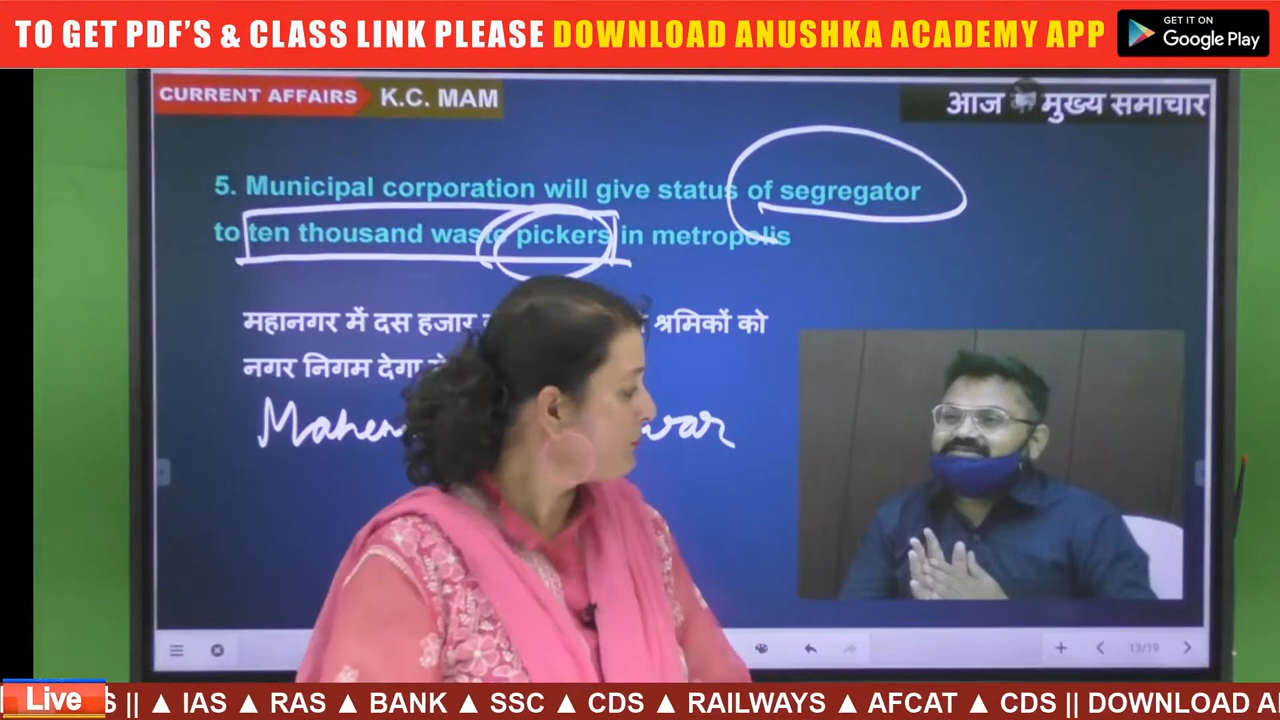 TO GET PDF'S & CLASS LINK PLEASE DOWNLOAD ANUSHKA ACADEMY APP
GET IT ON
Google Play
CURRENT AFFAIRS K.C. MAM
आज के मुख्य समाचार
5. Municipal corporation will give status of segregator
to ten thousand waste pickers in metropolis
महानगर में दस हजार श्रमिकों को
नगर निगम देगा
13/19
Live
|| ▲ IAS ▲ RAS ▲ BANK ▲ SSC ▲ CDS ▲ RAILWAYS ▲ AFCAT ▲ CDS || DOWNLOAD